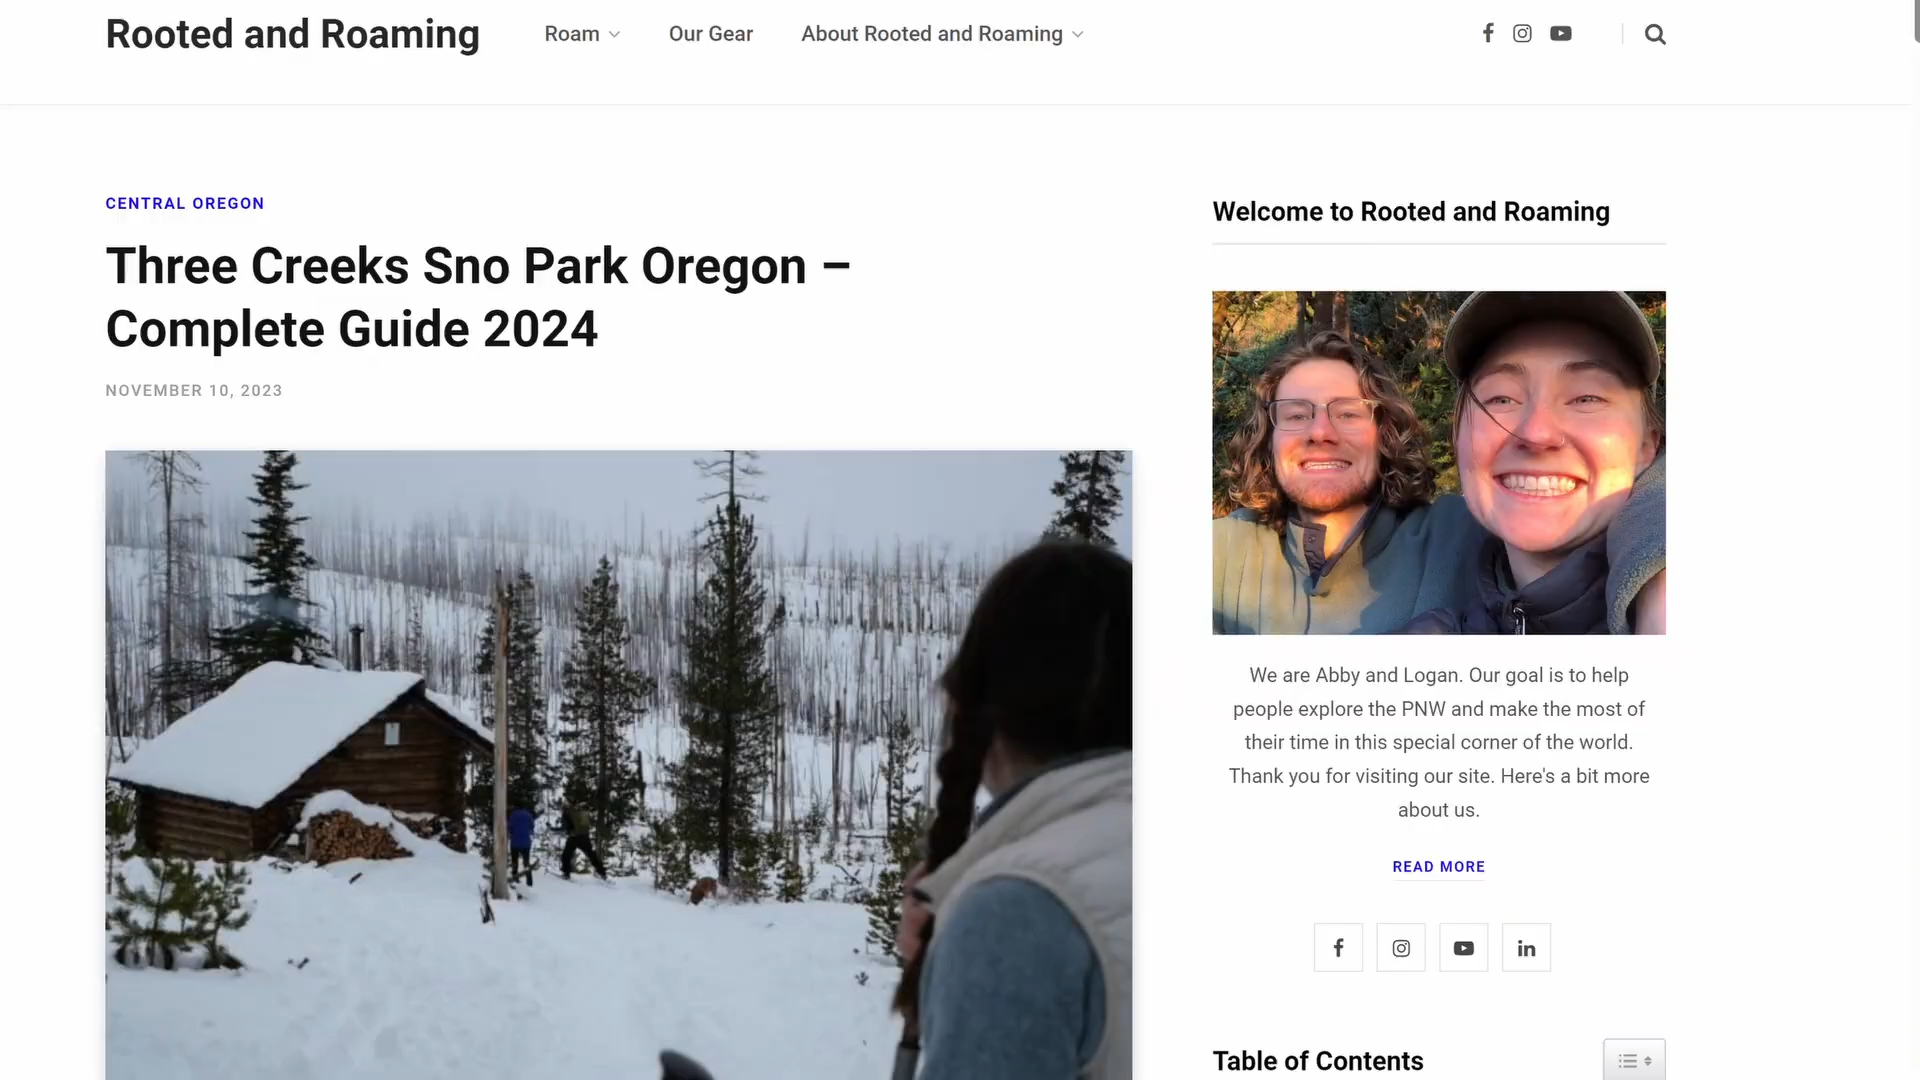 Rooted and Roaming
Roam
Our Gear
About Rooted and Roaming
CENTRAL OREGON
Three Creeks Sno Park Oregon –
Complete Guide 2024
NOVEMBER 10, 2023
Welcome to Rooted and Roaming
We are Abby and Logan. Our goal is to help
people explore the PNW and make the most of
their time in this special corner of the world.
Thank you for visiting our site. Here's a bit more
about us.
READ MORE
Table of Contents